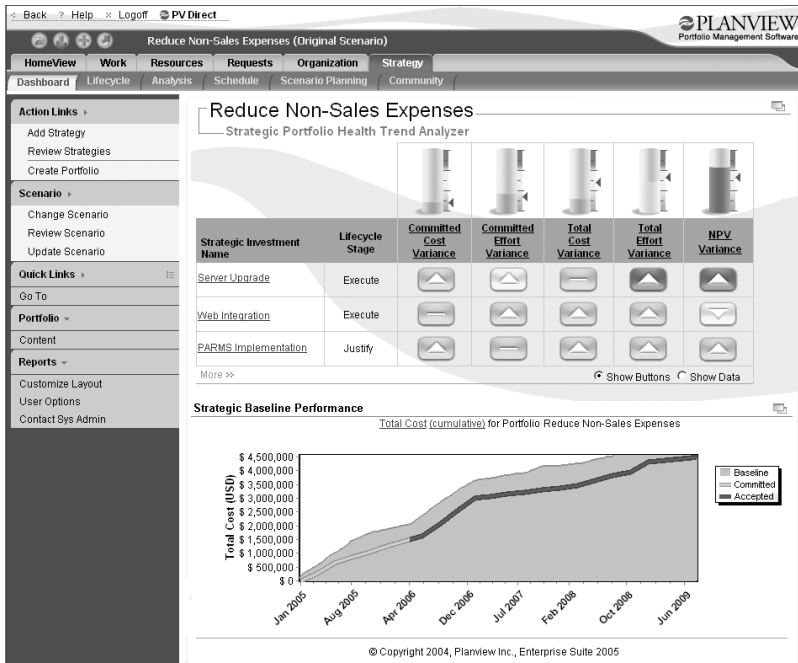 < Back ? Help × Logoff PV Direct
PLANVIEW
Portfolio Management Software
Reduce Non-Sales Expenses (Original Scenario)
HomeView Work Resources Requests Organization Strategy
Dashboard Lifecycle Analysis Schedule Scenario Planning Community
Action Links
Add Strategy
Review Strategies
Create Portfolio
Scenario
Change Scenario
Review Scenario
Update Scenario
Quick Links
Go To
Portfolio
Content
Reports
Customize Layout
User Options
Contact Sys Admin
Reduce Non-Sales Expenses
Strategic Portfolio Health Trend Analyzer
Strategic Investment Name
Lifecycle Stage
Committed Cost Variance
Committed Effort Variance
Total Cost Variance
Total Effort Variance
NPV Variance
Server Upgrade Execute
Web Integration Execute
PARMS Implementation Justify
More >>
Show Buttons Show Data
Strategic Baseline Performance
Total Cost (cumulative) for Portfolio Reduce Non-Sales Expenses
Total Cost (USD)
$ 4,500,000
$ 4,000,000
$ 3,500,000
$ 3,000,000
$ 2,500,000
$ 2,000,000
$ 1,500,000
$ 1,000,000
$ 500,000
$ 0
Jan 2005
Aug 2005
Apr 2006
Dec 2006
Jul 2007
Feb 2008
Oct 2008
Jun 2009
Baseline
Committed
Accepted
© Copyright 2004, Planview Inc., Enterprise Suite 2005